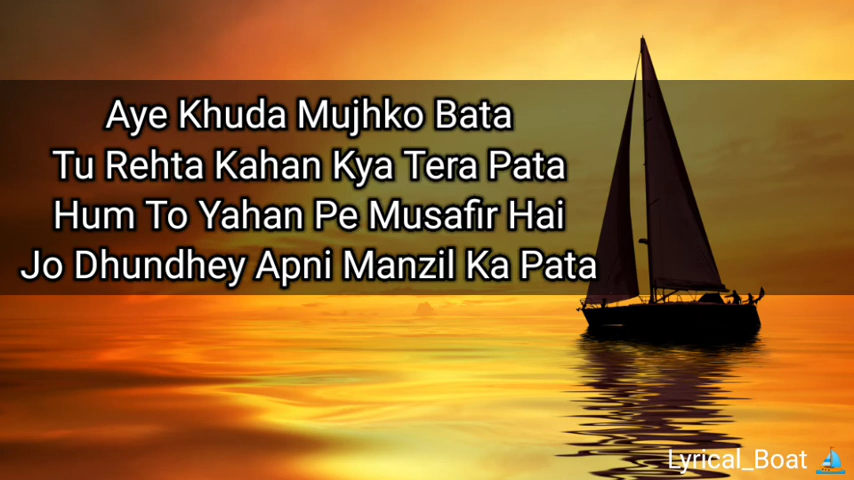 Aye Khuda Mujhko Bata
Tu Rehta Kahan Kya Tera Pata
Hum To Yahan Pe Musafir Hai
Jo Dhundhey Apni Manzil Ka Pata
Lyrical_Boat ⛵